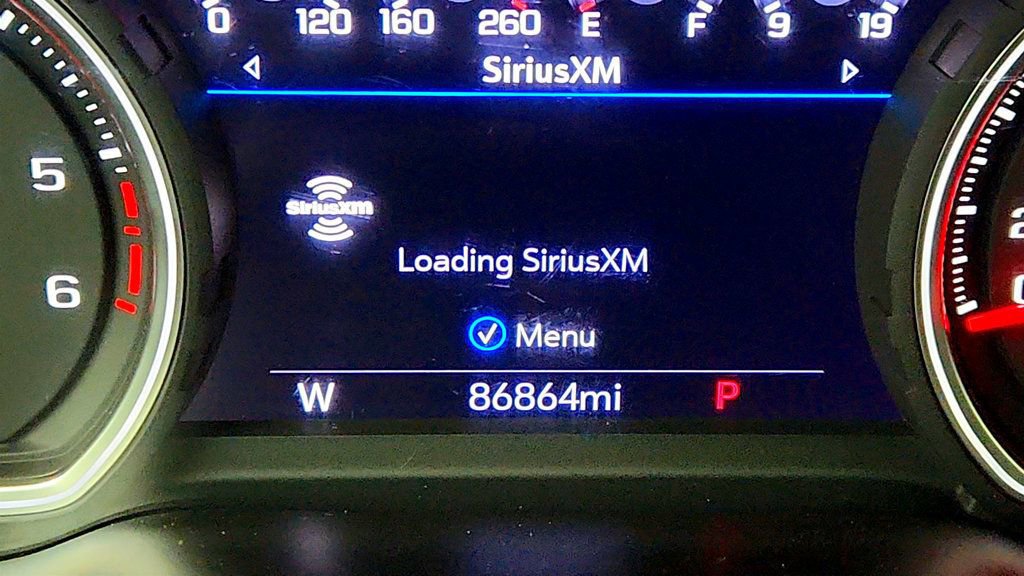 0 120 160 260 E F 9 19
SiriusXM
5
SiriusXM
Loading SiriusXM
6
Menu
W 86864mi P